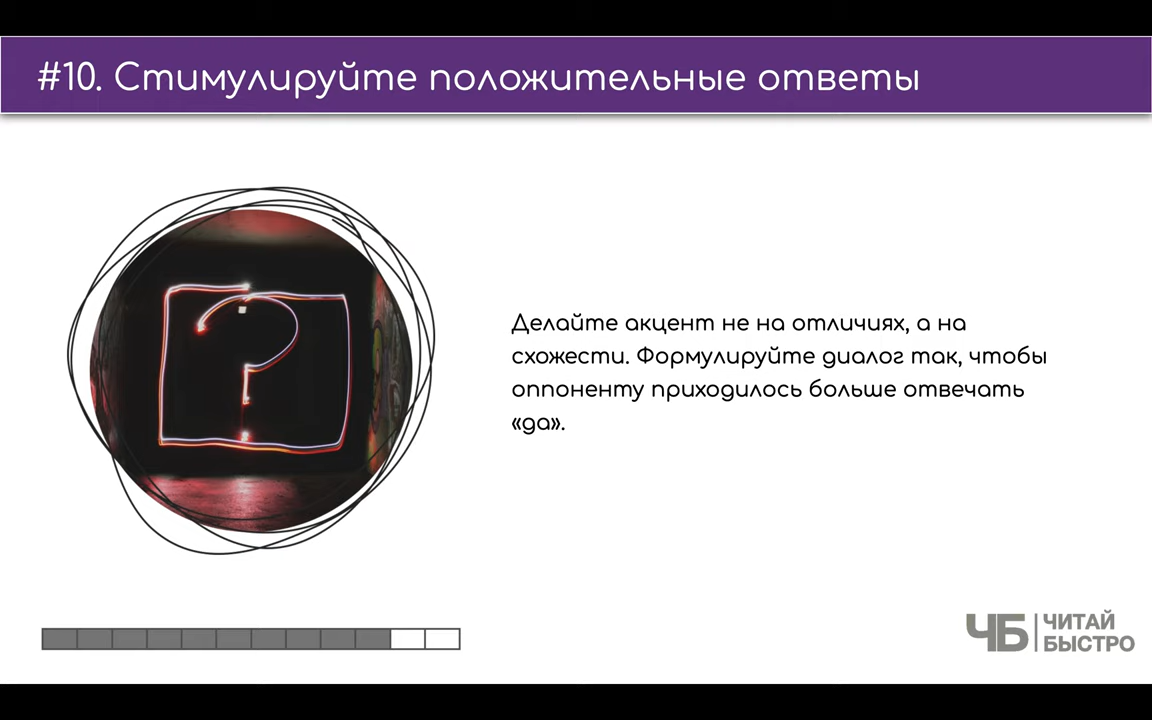 #10. Стимулируйте положительные ответы
Делайте акцент не на отличиях, а на
схожести. Формулируйте диалог так, чтобы
оппоненту приходилось больше отвечать
«да».
ЧБ ЧИТАЙ
БЫСТРО